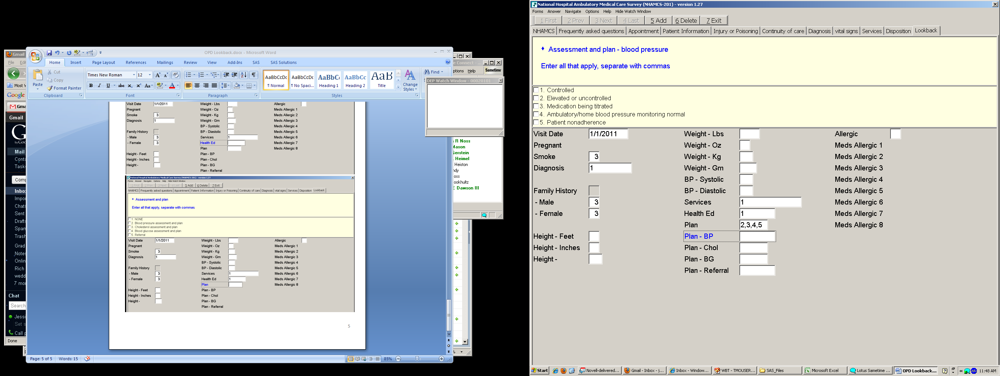 Gmail
File Edi
Most V
Google
Gma
Gmail
by Goo
Mail
Conta
Task
Comp
Inbox
Impor
Chats
Sent
Drafts
Spam
Trash
Grad
Notes
Onlin
Rich
wedd
7 mor
Chat
Search
Jessi
Set s
Call p
Done
OPD Lookback.docx - Microsoft Word
Home Insert Page Layout References Mailings Review View Add-Ins SAS SAS Solutions
Paste
Cut
Copy
Format Painter
Clipboard
Times New Roman 12
Font
Paragraph
AaBbCcDc AaBbCcDc AaBbC AaBbCc AaB
¶ Normal ¶ No Spaci... Heading 1 Heading 2 Title
Styles
Change Styles
Find
Visit Date 1/1/2011 Weight - Lbs Allergic
Pregnant Weight - Oz Meds Allergic 1
Smoke 3 Weight - Kg Meds Allergic 2
Diagnosis 1 Weight - Gm Meds Allergic 3
BP - Systolic Meds Allergic 4
Family History BP - Diastolic Meds Allergic 5
- Male 3 Services 1 Meds Allergic 6
- Female 3 Health Ed Meds Allergic 7
Plan Meds Allergic 8
Height - Feet Plan - BP
Height - Inches Plan - Chol
Height - Plan - BG
Plan - Referral
National Hospital Ambulatory Medical Care Survey (NHAMCS-201) - version 1.27
Forms Answer Navigate Options Help Hide Watch Window
1 First 2 Prev 3 Next 4 Last 5 Add 6 Delete 7 Exit
NHAMCS Frequently asked questions Appointment Patient Information Injury or Poisoning Continuity of care Diagnosis vital signs Services Disposition Lookback
Assessment and plan
Enter all that apply, separate with commas
1. NONE
2. Blood pressure assessment and plan
3. Cholesterol assessment and plan
4. Blood glucose assessment and plan
5. Referral
Visit Date 1/1/2011 Weight - Lbs Allergic
Pregnant Weight - Oz Meds Allergic 1
Smoke 3 Weight - Kg Meds Allergic 2
Diagnosis 1 Weight - Gm Meds Allergic 3
BP - Systolic Meds Allergic 4
Family History BP - Diastolic Meds Allergic 5
- Male 3 Services 1 Meds Allergic 6
- Female 3 Health Ed 1 Meds Allergic 7
Plan Meds Allergic 8
Height - Feet Plan - BP
Height - Inches Plan - Chol
Height - Plan - BG
Plan - Referral
5
Page: 5 of 5 Words: 15 85%
e Connect - ...
ptions Help Sametime
DEP Watch Window - 00020101
R Noss
Mason
Gerstein
Heimel
Heiston
ndy
oss
ookhultz
E Dawson III
National Hospital Ambulatory Medical Care Survey (NHAMCS-201) - version 1.27
Forms Answer Navigate Options Help Hide Watch Window
1 First 2 Prev 3 Next 4 Last 5 Add 6 Delete 7 Exit
NHAMCS Frequently asked questions Appointment Patient Information Injury or Poisoning Continuity of care Diagnosis vital signs Services Disposition Lookback
Assessment and plan - blood pressure
Enter all that apply, separate with commas
1. Controlled
2. Elevated or uncontrolled
3. Medication being titrated
4. Ambulatory/home blood pressure monitoring normal
5. Patient nonadherence
Visit Date 1/1/2011 Weight - Lbs Allergic
Pregnant Weight - Oz Meds Allergic 1
Smoke 3 Weight - Kg Meds Allergic 2
Diagnosis 1 Weight - Gm Meds Allergic 3
BP - Systolic Meds Allergic 4
Family History BP - Diastolic Meds Allergic 5
- Male 3 Services 1 Meds Allergic 6
- Female 3 Health Ed 1 Meds Allergic 7
Plan 2,3,4,5 Meds Allergic 8
Height - Feet Plan - BP
Height - Inches Plan - Chol
Height - Plan - BG
Plan - Referral
Start Novell-delivered... Gmail - Inbox - j... Inbox - Window... WBT - TMOUSER... SAS_Files Microsoft Excel Lotus Sametime ... OPD Lookback.... 11:48 AM